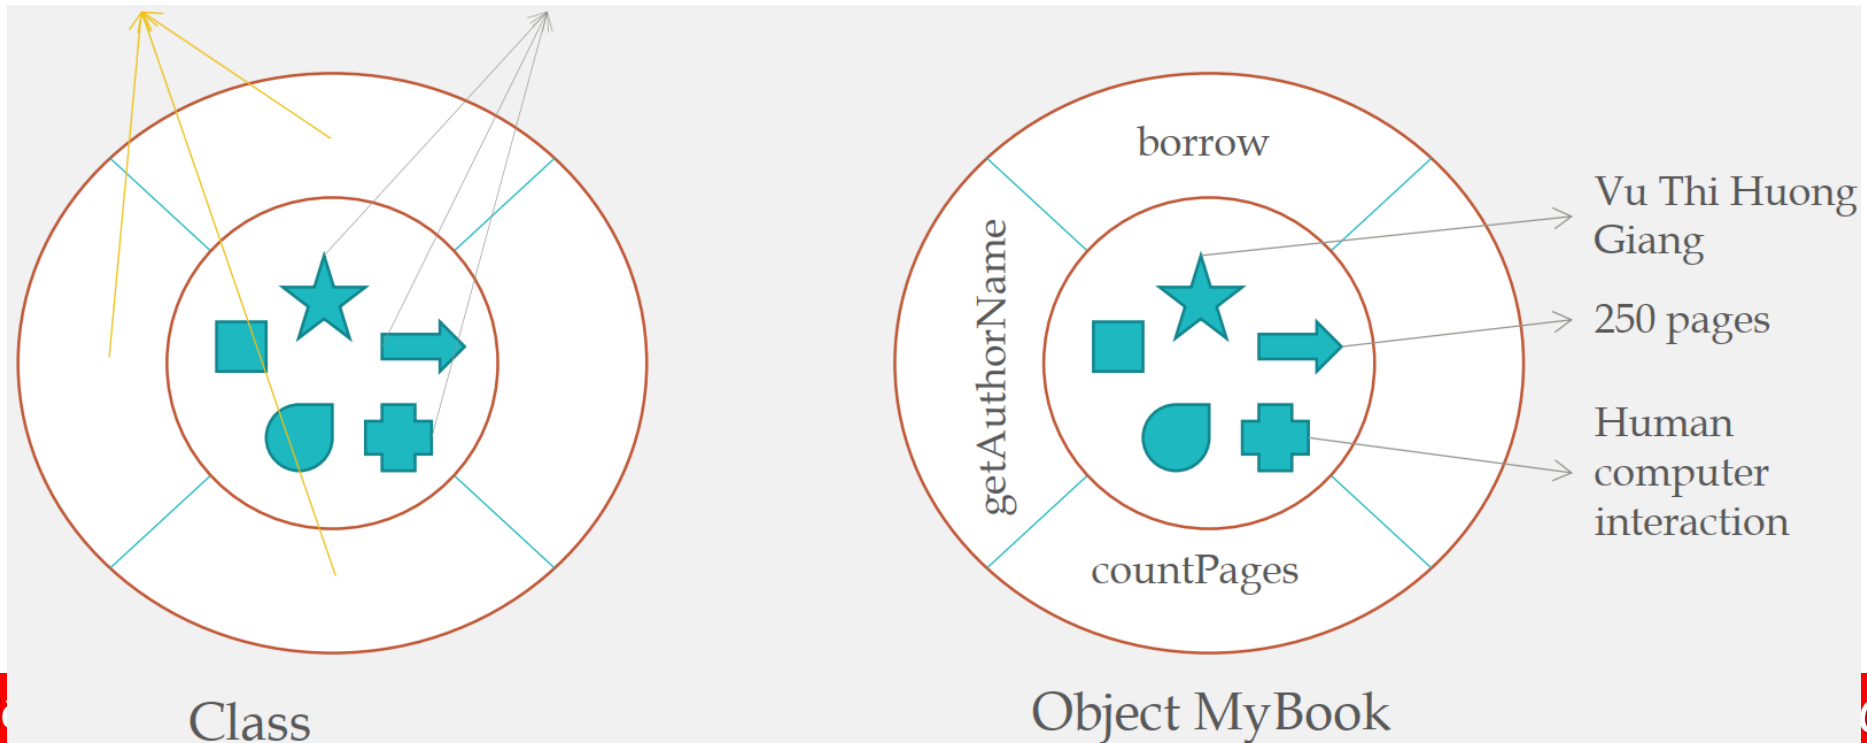 borrow
getAuthorName
countPages
Vu Thi Huong
Giang
250 pages
Human
computer
interaction
Class
Object MyBook